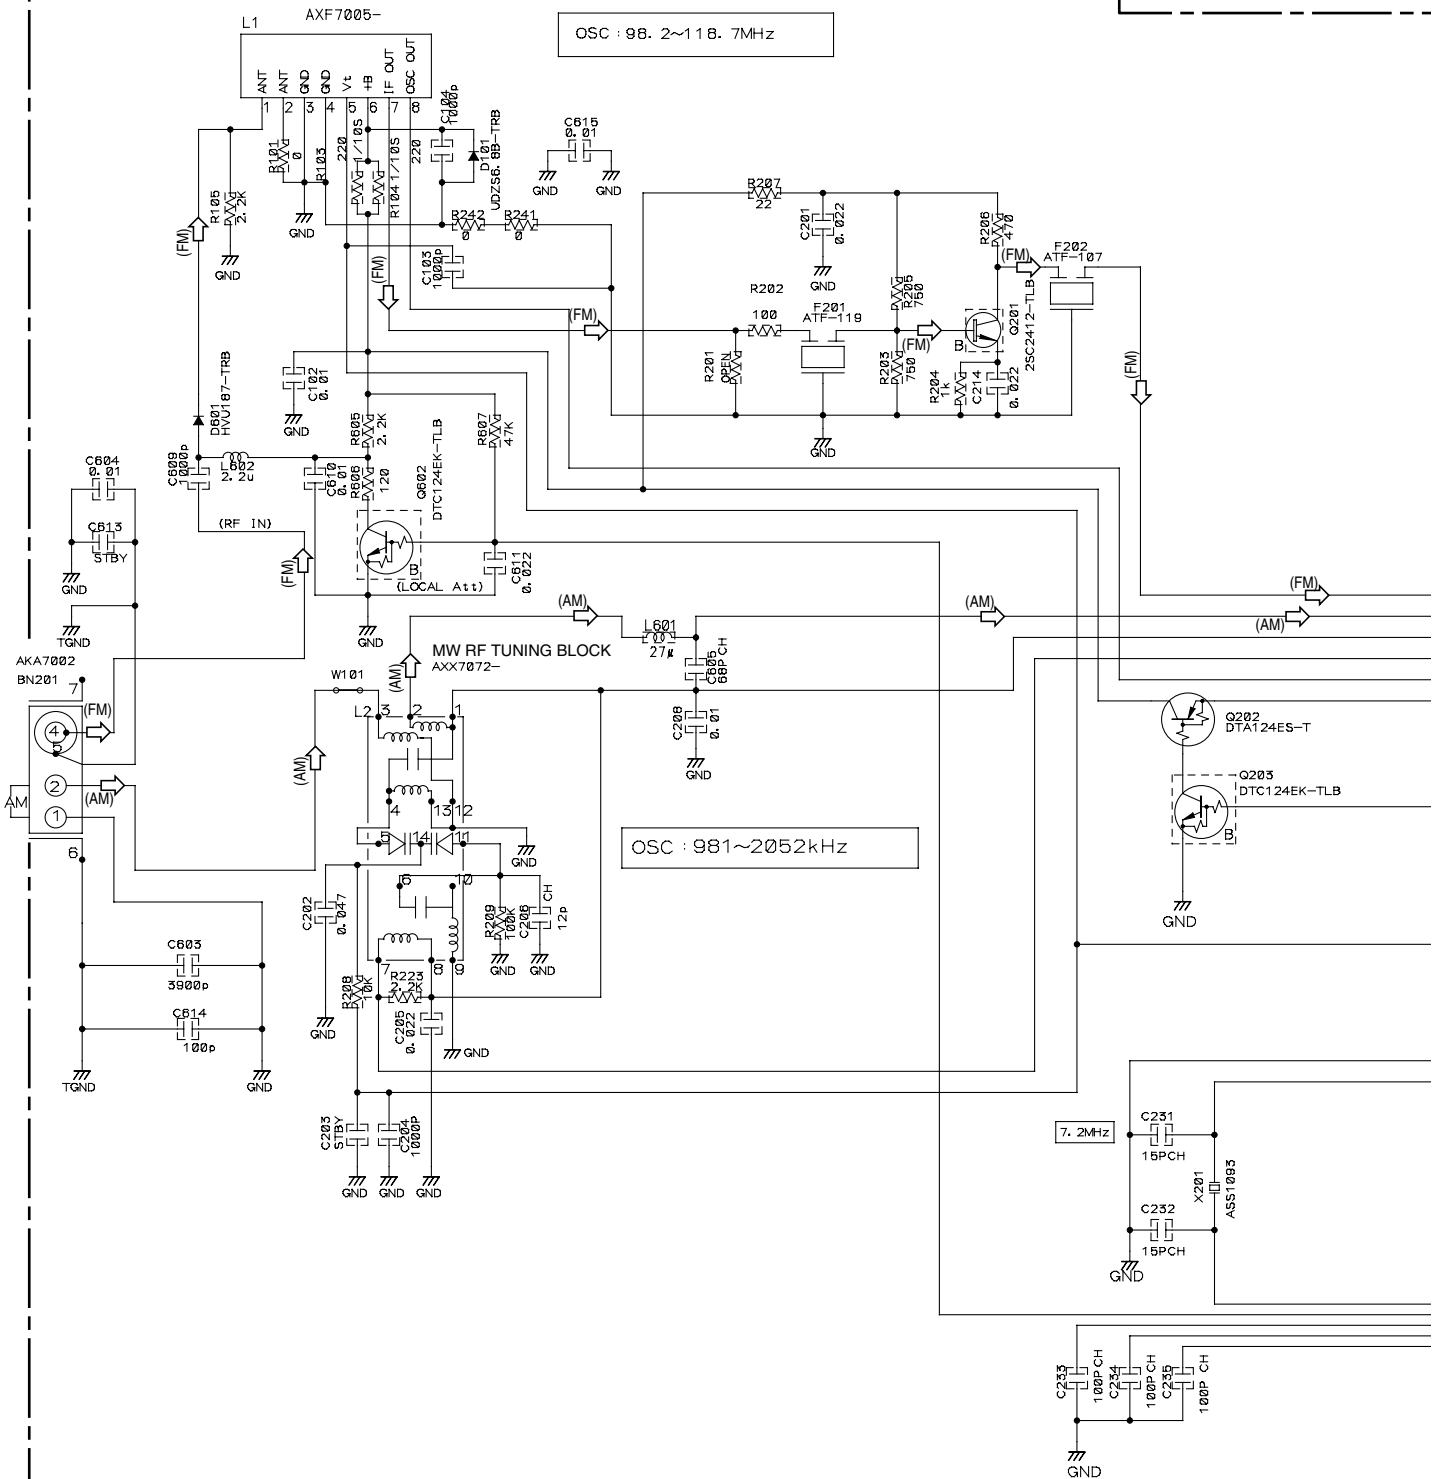 AXF7005-
L1
OSC : 98. 2~118. 7MHz
ANT
ANT
GND
GND
Vt
+B
IF OUT
OSC OUT
1
2
3
4
5
6
7
8
C104
1000p
D101
UDZS6. 8B-TRB
C615
0. 01
GND
GND
R101
0
R103
220
1/10S
R104
1/10S
220
R105
2. 2K
GND
GND
(FM)
R242
0
R241
0
C103
1000p
(FM)
R207
22
C201
0. 022
GND
R206
470
F202
ATF-107
(FM)
R205
750
R202
100
F201
ATF-119
(FM)
(FM)
B
Q201
2SC2412-TLB
R201
OPEN
R203
750
R204
1k
C214
0. 022
GND
(FM)
D601
HVU187-TRB
C102
0. 01
GND
R605
2. 2K
R607
47K
C604
0. 01
C609
1000p
L602
2. 2u
C610
0. 01
R606
120
Q602
DTC124EK-TLB
C613
STBY
GND
(RF IN)
(FM)
B
(LOCAL Att)
C611
0. 022
GND
TGND
AKA7002
BN201
7
(FM)
4
5
2
1
AM
(AM)
6
W101
(AM)
(AM)
MW RF TUNING BLOCK
AXX7072-
(AM)
L601
27μ
C605
68P CH
(AM)
(FM)
(AM)
L2
3
2
1
C208
0. 01
GND
4
13
12
5
14
11
GND
6
10
OSC : 981~2052kHz
Q202
DTA124ES-T
Q203
DTC124EK-TLB
B
GND
C202
0. 047
GND
R209
100K
C206
12p
CH
GND
GND
7
8
9
R208
10K
R223
2. 2K
C205
0. 022
GND
C603
3900p
C614
100p
TGND
GND
C203
STBY
C204
1000P
GND
GND
GND
7. 2MHz
C231
15PCH
X201
ASS1093
C232
15PCH
GND
C233
100P CH
C234
100P CH
C235
100P CH
GND